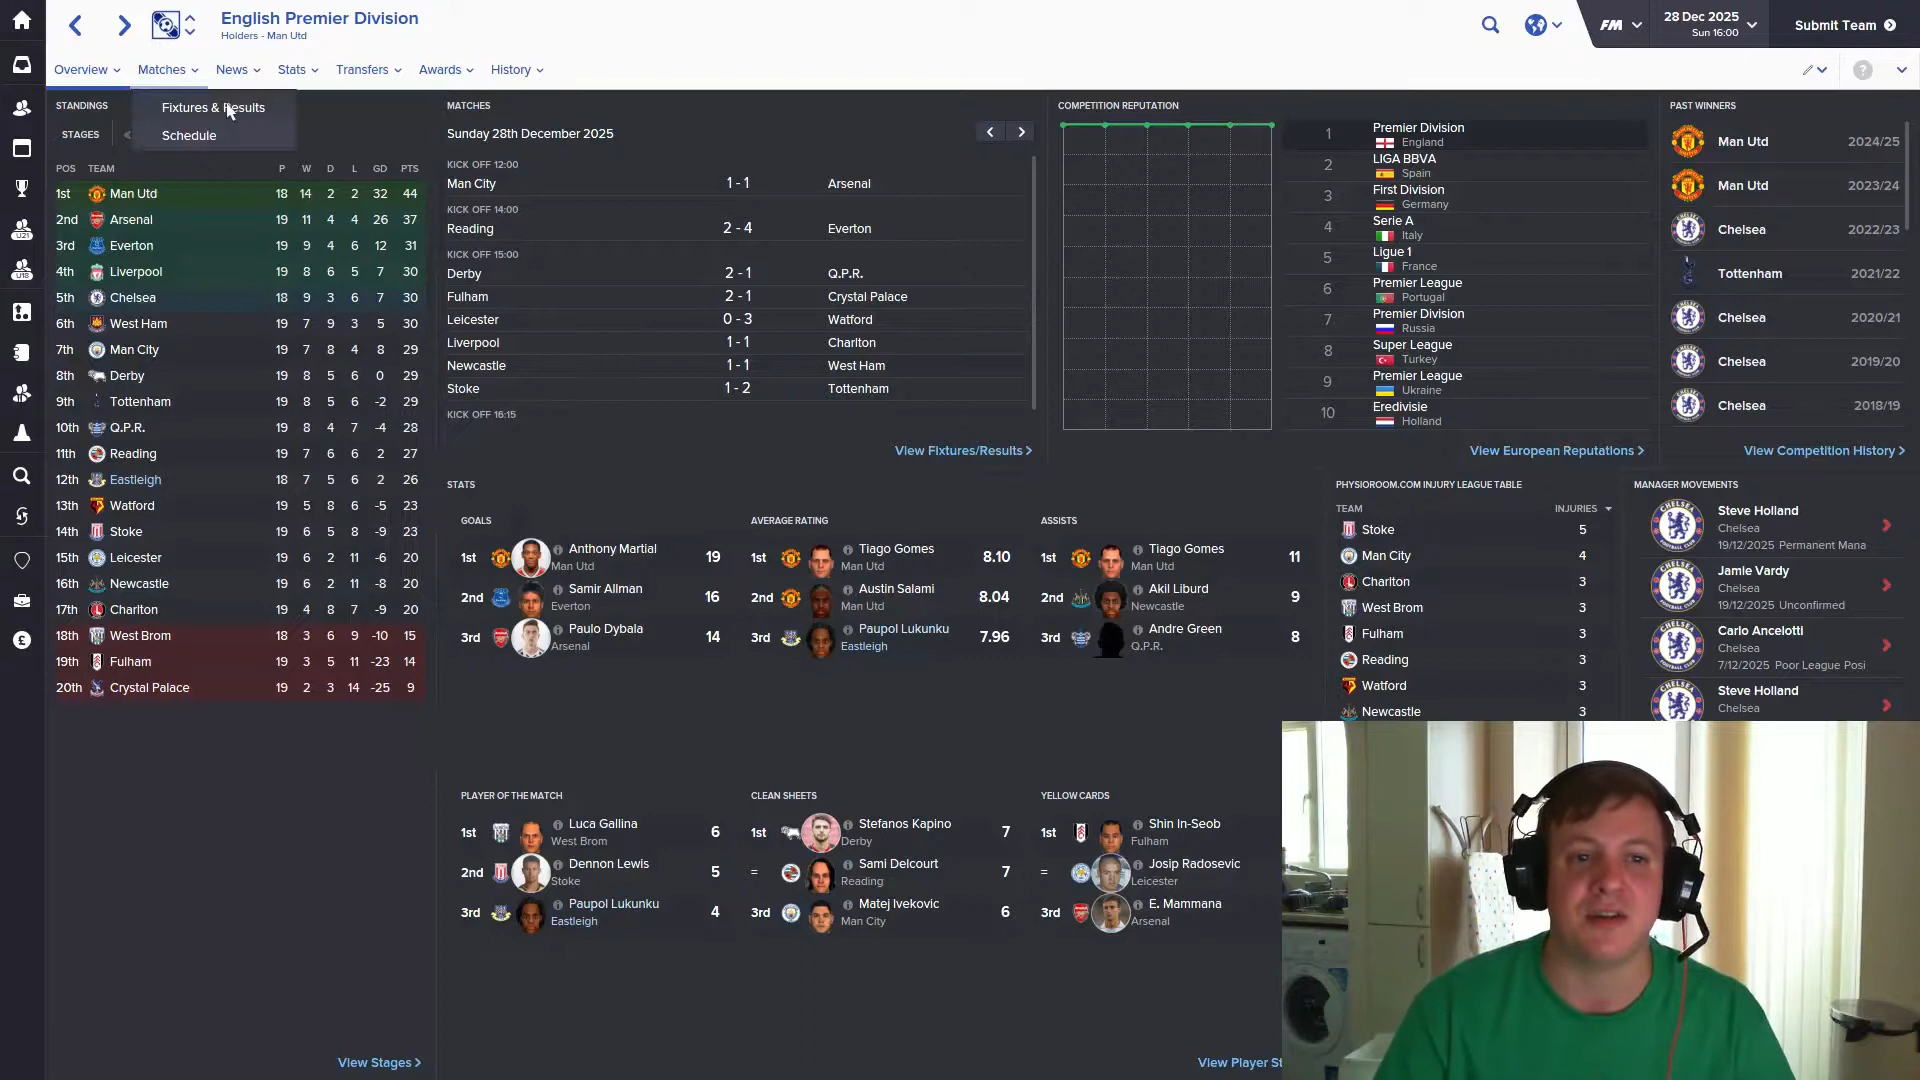 English Premier Division
Holders - Man Utd
FM
28 Dec 2025
Sun 16:00
Submit Team
Overview
Matches
News
Stats
Transfers
Awards
History
?
Fixtures & Results
Schedule
STANDINGS
STAGES
POS TEAM P W D L GD PTS
1st Man Utd 18 14 2 2 32 44
2nd Arsenal 19 11 4 4 26 37
3rd Everton 19 9 4 6 12 31
4th Liverpool 19 8 6 5 7 30
5th Chelsea 18 9 3 6 7 30
6th West Ham 19 7 9 3 5 30
7th Man City 19 7 8 4 8 29
8th Derby 19 8 5 6 0 29
9th Tottenham 19 8 5 6 -2 29
10th Q.P.R. 19 8 4 7 -4 28
11th Reading 19 7 6 6 2 27
12th Eastleigh 18 7 5 6 2 26
13th Watford 19 5 8 6 -5 23
14th Stoke 19 6 5 8 -9 23
15th Leicester 19 6 2 11 -6 20
16th Newcastle 19 6 2 11 -8 20
17th Charlton 19 4 8 7 -9 20
18th West Brom 18 3 6 9 -10 15
19th Fulham 19 3 5 11 -23 14
20th Crystal Palace 19 2 3 14 -25 9
View Stages >
MATCHES
Sunday 28th December 2025
KICK OFF 12:00
Man City 1 - 1 Arsenal
KICK OFF 14:00
Reading 2 - 4 Everton
KICK OFF 15:00
Derby 2 - 1 Q.P.R.
Fulham 2 - 1 Crystal Palace
Leicester 0 - 3 Watford
Liverpool 1 - 1 Charlton
Newcastle 1 - 1 West Ham
Stoke 1 - 2 Tottenham
KICK OFF 16:15
View Fixtures/Results >
COMPETITION REPUTATION
1 Premier Division
England
2 LIGA BBVA
Spain
3 First Division
Germany
4 Serie A
Italy
5 Ligue 1
France
6 Premier League
Portugal
7 Premier Division
Russia
8 Super League
Turkey
9 Premier League
Ukraine
10 Eredivisie
Holland
View European Reputations >
PAST WINNERS
Man Utd 2024/25
Man Utd 2023/24
Chelsea 2022/23
Tottenham 2021/22
Chelsea 2020/21
Chelsea 2019/20
Chelsea 2018/19
View Competition History >
STATS
GOALS
1st Anthony Martial 19
Man Utd
2nd Samir Allman 16
Everton
3rd Paulo Dybala 14
Arsenal
AVERAGE RATING
1st Tiago Gomes 8.10
Man Utd
2nd Austin Salami 8.04
Man Utd
3rd Paupol Lukunku 7.96
Eastleigh
ASSISTS
1st Tiago Gomes 11
Man Utd
2nd Akil Liburd 9
Newcastle
3rd Andre Green 8
Q.P.R.
PHYSIOROOM.COM INJURY LEAGUE TABLE
TEAM INJURIES
Stoke 5
Man City 4
Charlton 3
West Brom 3
Fulham 3
Reading 3
Watford 3
Newcastle 3
MANAGER MOVEMENTS
Steve Holland
Chelsea
19/12/2025 Permanent Mana
Jamie Vardy
Chelsea
19/12/2025 Unconfirmed
Carlo Ancelotti
Chelsea
7/12/2025 Poor League Posi
Steve Holland
Chelsea
PLAYER OF THE MATCH
1st Luca Gallina 6
West Brom
2nd Dennon Lewis 5
Stoke
3rd Paupol Lukunku 4
Eastleigh
CLEAN SHEETS
1st Stefanos Kapino 7
Derby
= Sami Delcourt 7
Reading
3rd Matej Ivekovic 6
Man City
YELLOW CARDS
1st Shin In-Seob
Fulham
= Josip Radosevic
Leicester
3rd E. Mammana
Arsenal
View Player St